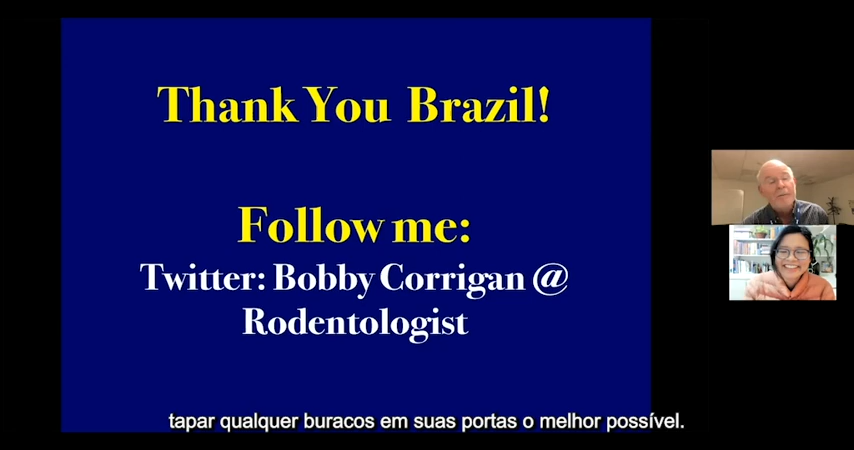 Thank You Brazil!
Follow me:
Twitter: Bobby Corrigan @
Rodentologist
tapar qualquer buracos em suas portas o melhor possível.